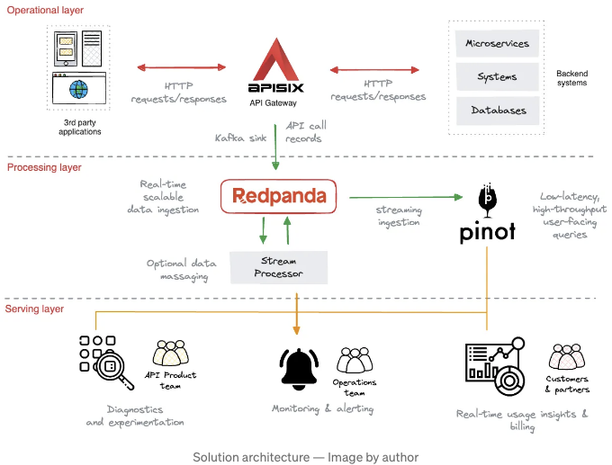 Operational layer
3rd party
applications
HTTP
requests/responses
APISIX
API Gateway
HTTP
requests/responses
Microservices
Systems
Databases
Backend
systems
Kafka sink
API call
records
Processing layer
Real-time
scalable
data ingestion
Redpanda
streaming
ingestion
pinot
Low-latency,
high-throughput
user-facing
queries
Optional data
massaging
Stream
Processor
Serving layer
API Product
team
Diagnostics
and experimentation
Operations
team
Monitoring & alerting
Customers
& partners
Real-time usage insights &
billing
Solution architecture — Image by author